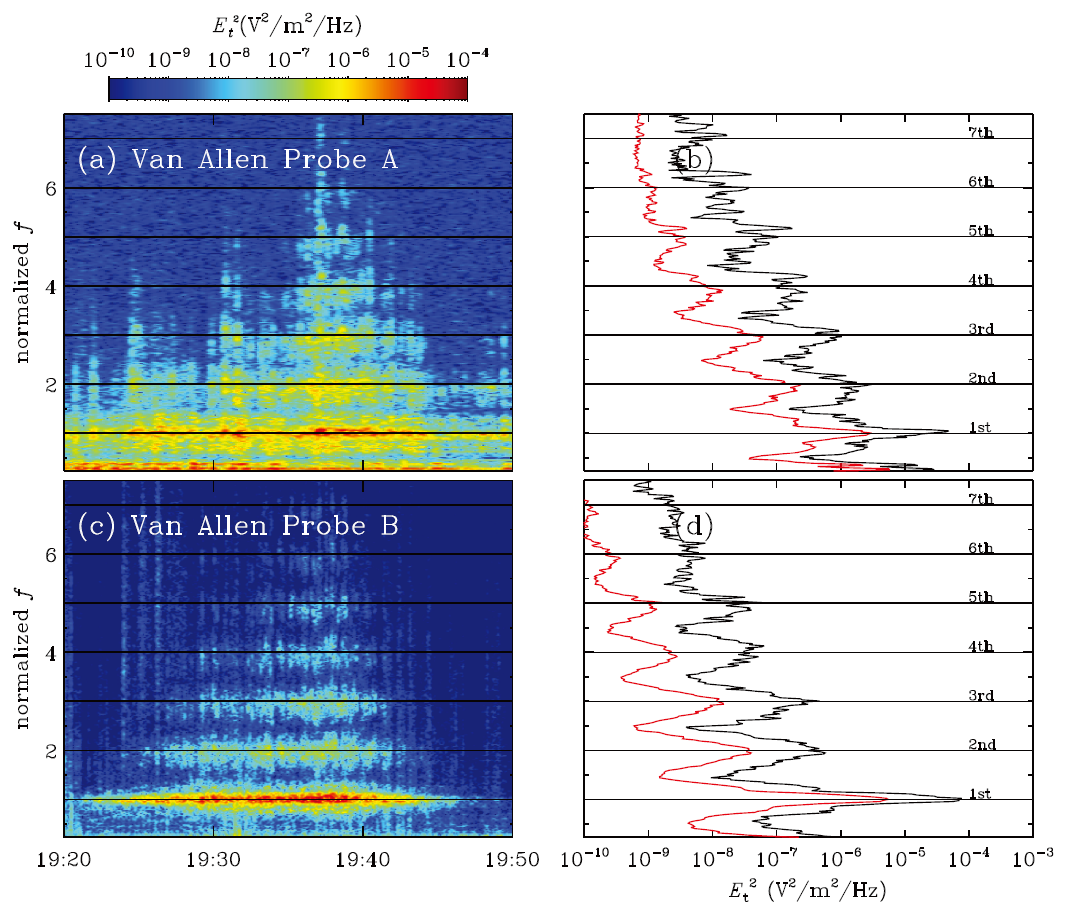 E_t^2(V^2/m^2/Hz)
10^-10 10^-9 10^-8 10^-7 10^-6 10^-5 10^-4
(a) Van Allen Probe A
normalized f
6
4
2
(b)
7th
6th
5th
4th
3rd
2nd
1st
(c) Van Allen Probe B
normalized f
6
4
2
19:20 19:30 19:40 19:50
(d)
7th
6th
5th
4th
3rd
2nd
1st
10^-10 10^-9 10^-8 10^-7 10^-6 10^-5 10^-4 10^-3
E_t^2 (V^2/m^2/Hz)